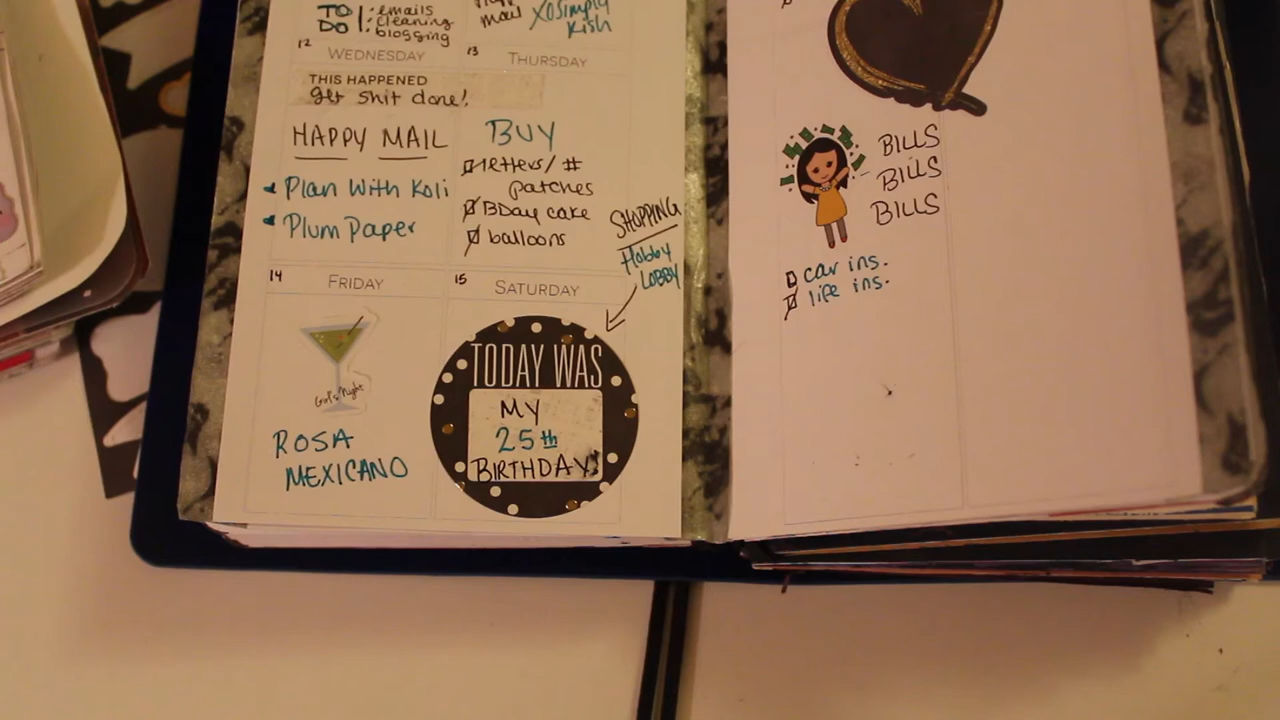 TO : emails
DO : cleaning
blogging
mail
XOSimply
Kish
12 WEDNESDAY
13 THURSDAY
THIS HAPPENED
get shit done!
HAPPY MAIL
Plan With Koli
Plum Paper
BUY
letters/ #
patches
BDay cake
balloons
SHOPPING
Hobby
LOBBY
14 FRIDAY
Girl's Night
ROSA
MEXICANO
15 SATURDAY
TODAY WAS
MY
25th
BIRTHDAY!
BILLS
BILLS
BILLS
car ins.
life ins.